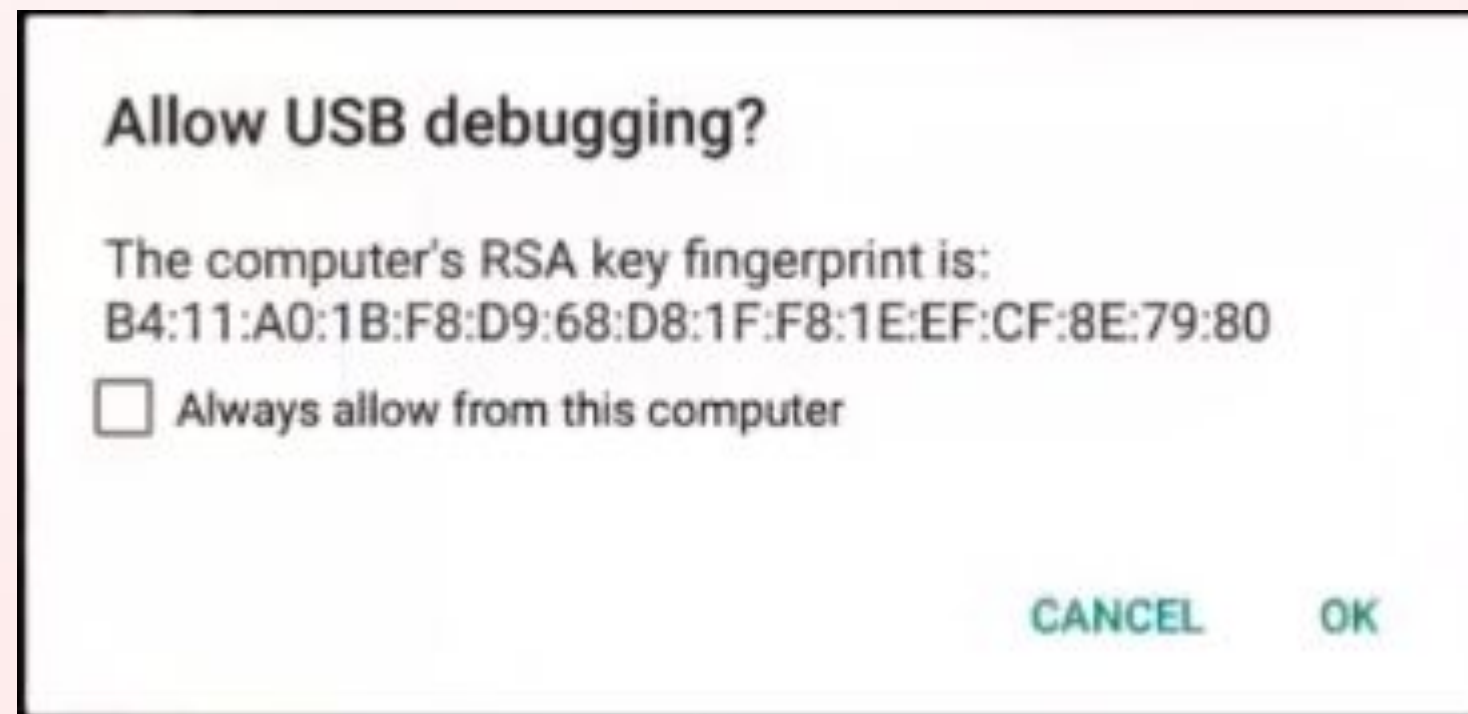 Allow USB debugging?
The computer's RSA key fingerprint is:
B4:11:A0:1B:F8:D9:68:D8:1F:F8:1E:EF:CF:8E:79:80
Always allow from this computer
CANCEL OK